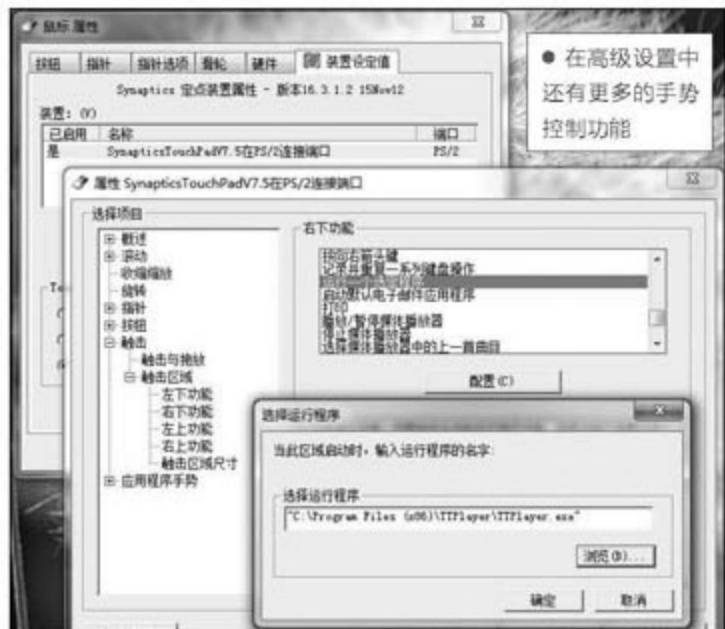 鼠标 属性
按钮 指针 指针选项 滑轮 硬件 装置设定值
Synaptics 定点装置属性 - 版本16.3.1.2 15Nov12
装置: (V)
已启用 名称 端口
是 SynapticsTouchPadV7.5在PS/2连接端口 PS/2
● 在高级设置中
还有更多的手势
控制功能
属性 SynapticsTouchPadV7.5在PS/2连接端口
选择项目
概述
滚动
收缩缩放
旋转
指针
按钮
触击
触击与拖放
触击区域
左下功能
右下功能
左上功能
右上功能
触击区域尺寸
应用程序手势
右下功能
按向右箭头键
记录并重复一系列键盘操作
启动默认电子邮件应用程序
打印
播放/暂停媒体播放器
停止媒体播放器
选择媒体播放器中的上一首曲目
配置(C)
选择运行程序
当此区域启动时，输入运行程序的名字:
选择运行程序
"C:\Program Files (x86)\TTPlayer\TTPlayer.exe"
浏览(B)...
确定 取消